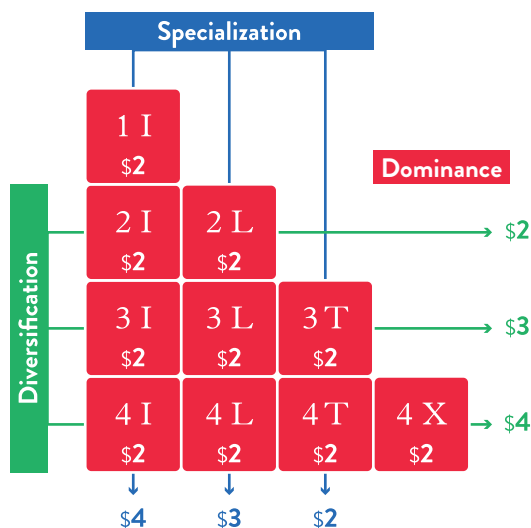 Specialization
1 I
$2
Dominance
Diversification
2 I
$2
2 L
$2
$2
3 I
$2
3 L
$2
3 T
$2
$3
4 I
$2
4 L
$2
4 T
$2
4 X
$2
$4
$4
$3
$2